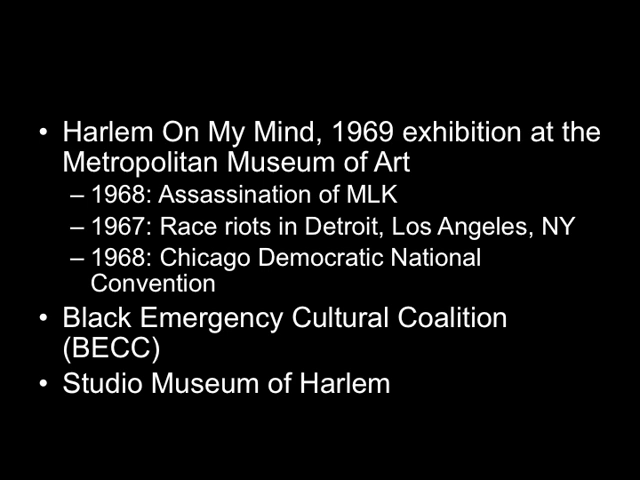 • Harlem On My Mind, 1969 exhibition at the
Metropolitan Museum of Art
– 1968: Assassination of MLK
– 1967: Race riots in Detroit, Los Angeles, NY
– 1968: Chicago Democratic National
Convention
• Black Emergency Cultural Coalition
(BECC)
• Studio Museum of Harlem